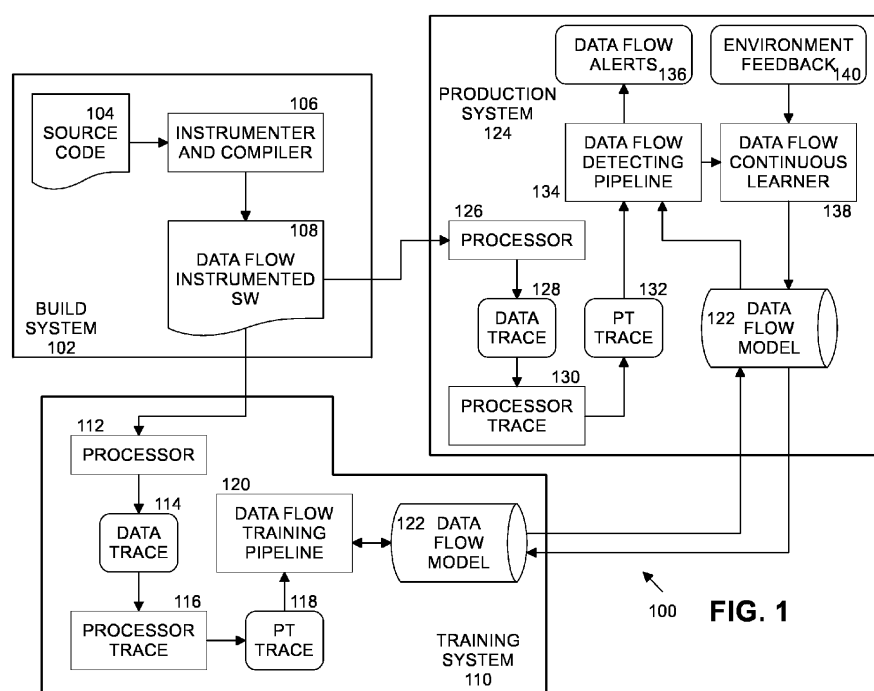 104
SOURCE
CODE
106
INSTRUMENTER
AND COMPILER
108
DATA FLOW
INSTRUMENTED
SW
BUILD
SYSTEM
102
DATA FLOW
ALERTS
136
ENVIRONMENT
FEEDBACK
140
PRODUCTION
SYSTEM
124
DATA FLOW
DETECTING
PIPELINE
134
DATA FLOW
CONTINUOUS
LEARNER
138
126
PROCESSOR
128
DATA
TRACE
132
PT
TRACE
130
PROCESSOR
TRACE
122
DATA
FLOW
MODEL
112
PROCESSOR
114
DATA
TRACE
116
PROCESSOR
TRACE
118
PT
TRACE
120
DATA FLOW
TRAINING
PIPELINE
122
DATA
FLOW
MODEL
TRAINING
SYSTEM
110
100
FIG. 1